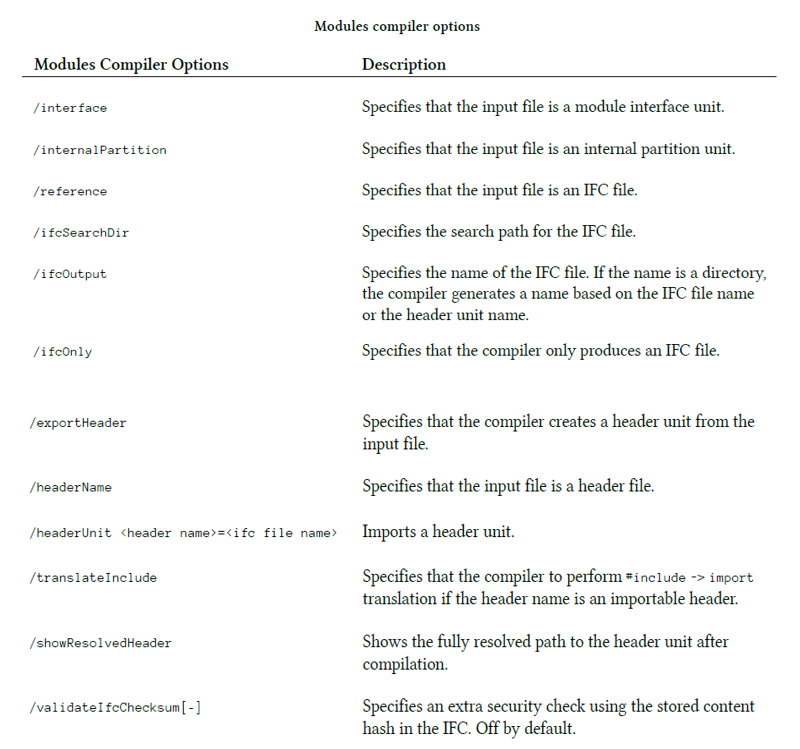 Modules compiler options
Modules Compiler Options Description
/interface Specifies that the input file is a module interface unit.
/internalPartition Specifies that the input file is an internal partition unit.
/reference Specifies that the input file is an IFC file.
/ifcSearchDir Specifies the search path for the IFC file.
/ifcOutput Specifies the name of the IFC file. If the name is a directory,
the compiler generates a name based on the IFC file name
or the header unit name.
/ifcOnly Specifies that the compiler only produces an IFC file.
/exportHeader Specifies that the compiler creates a header unit from the
input file.
/headerName Specifies that the input file is a header file.
/headerUnit <header name>=<ifc file name> Imports a header unit.
/translateInclude Specifies that the compiler to perform #include -> import
translation if the header name is an importable header.
/showResolvedHeader Shows the fully resolved path to the header unit after
compilation.
/validateIfcChecksum[-] Specifies an extra security check using the stored content
hash in the IFC. Off by default.